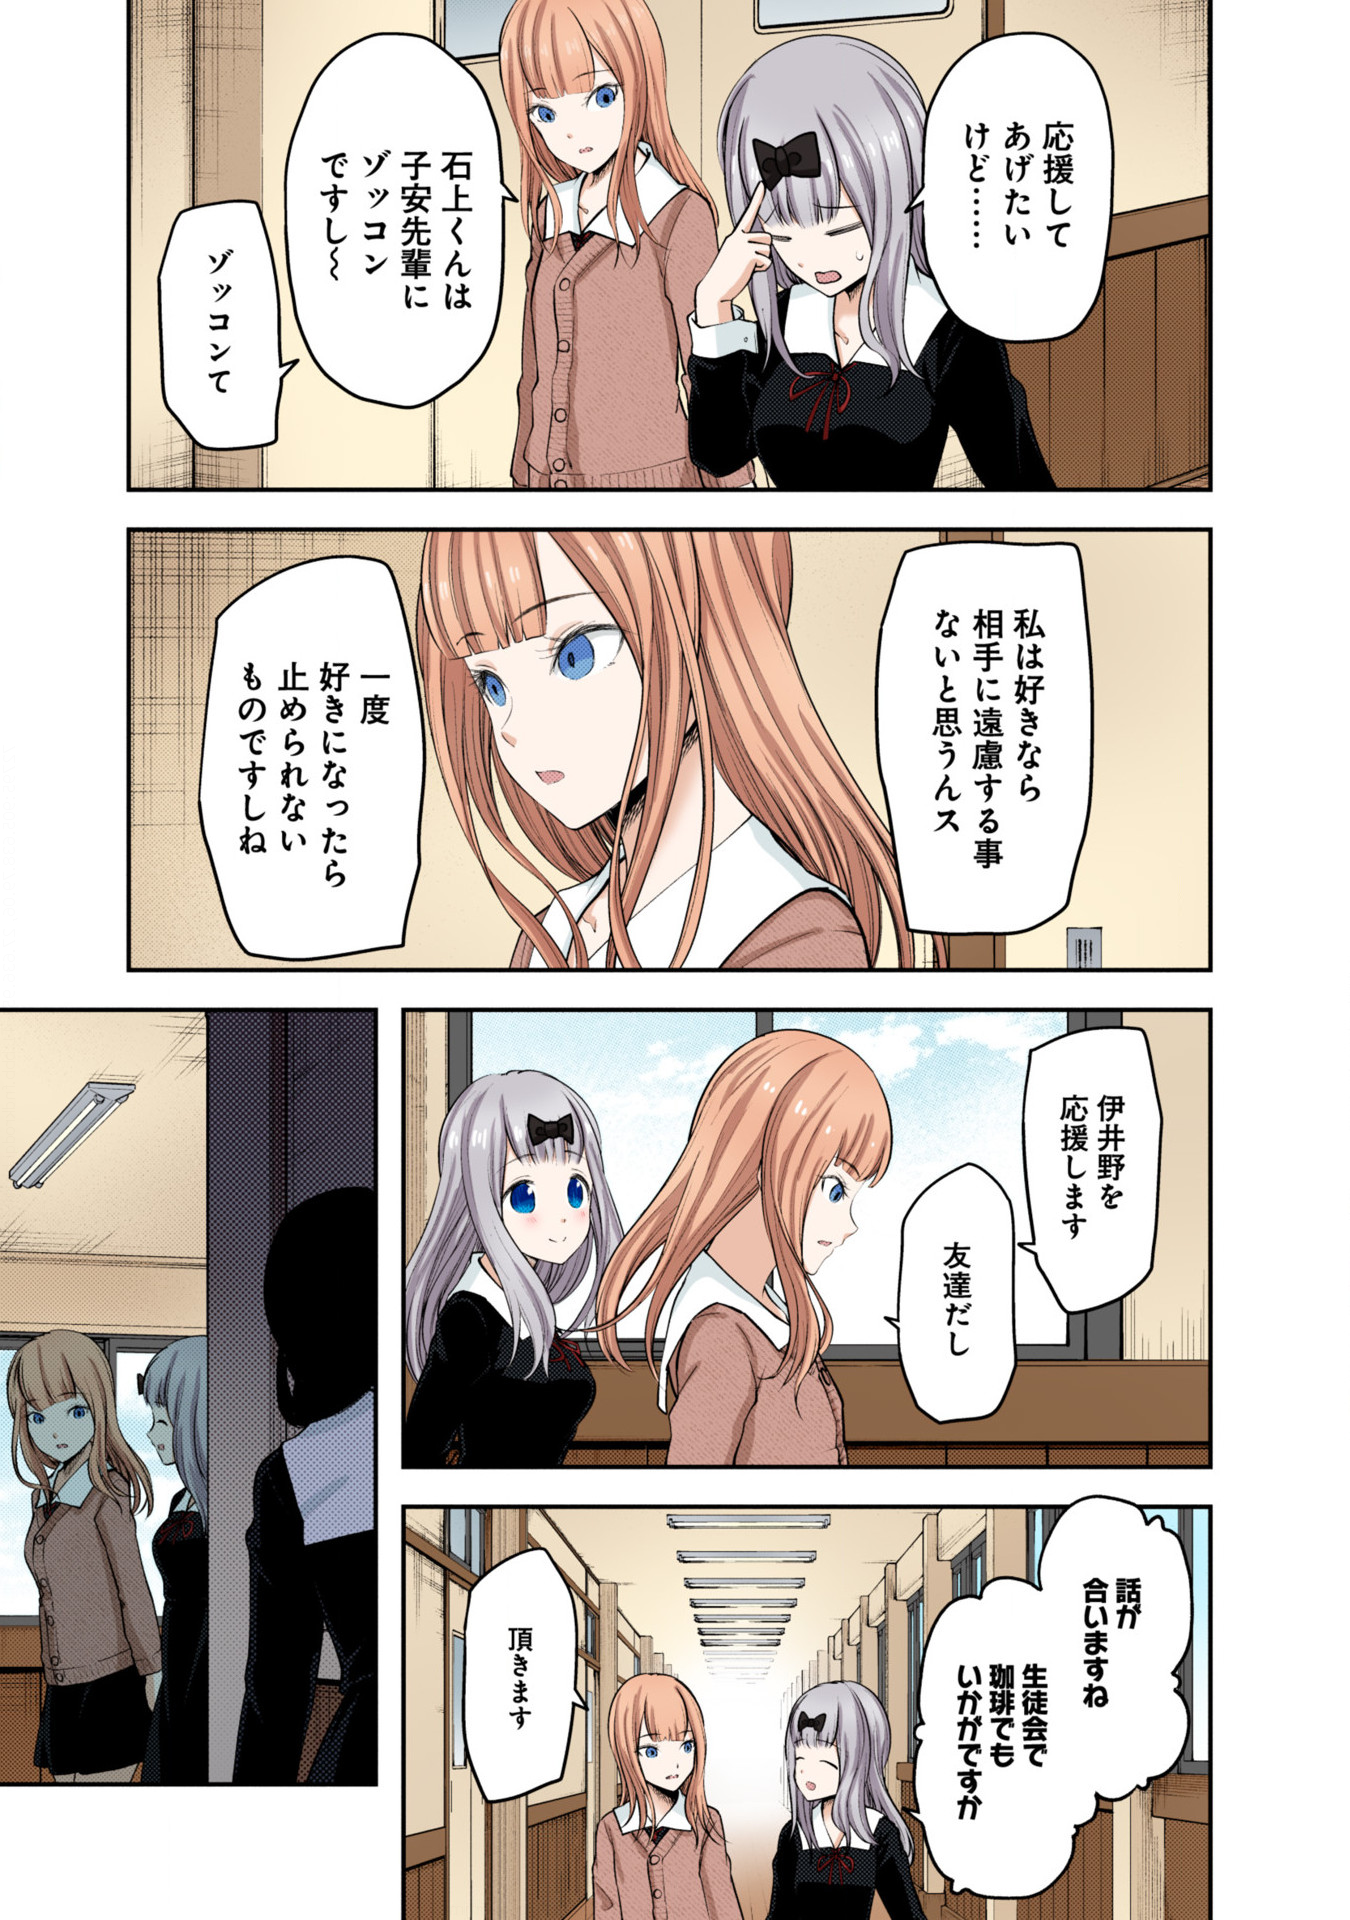 応援して
あげたい
けど……
石上くんは
子安先輩に
ゾッコン
ですし～
ゾッコンて
私は好きなら
相手に遠慮する事
ないと思うんス
一度
好きになったら
止められない
ものですしね
伊井野を
応援します
友達だし
話が
合いますね
生徒会で
珈琲でも
いかがですか
頂きます